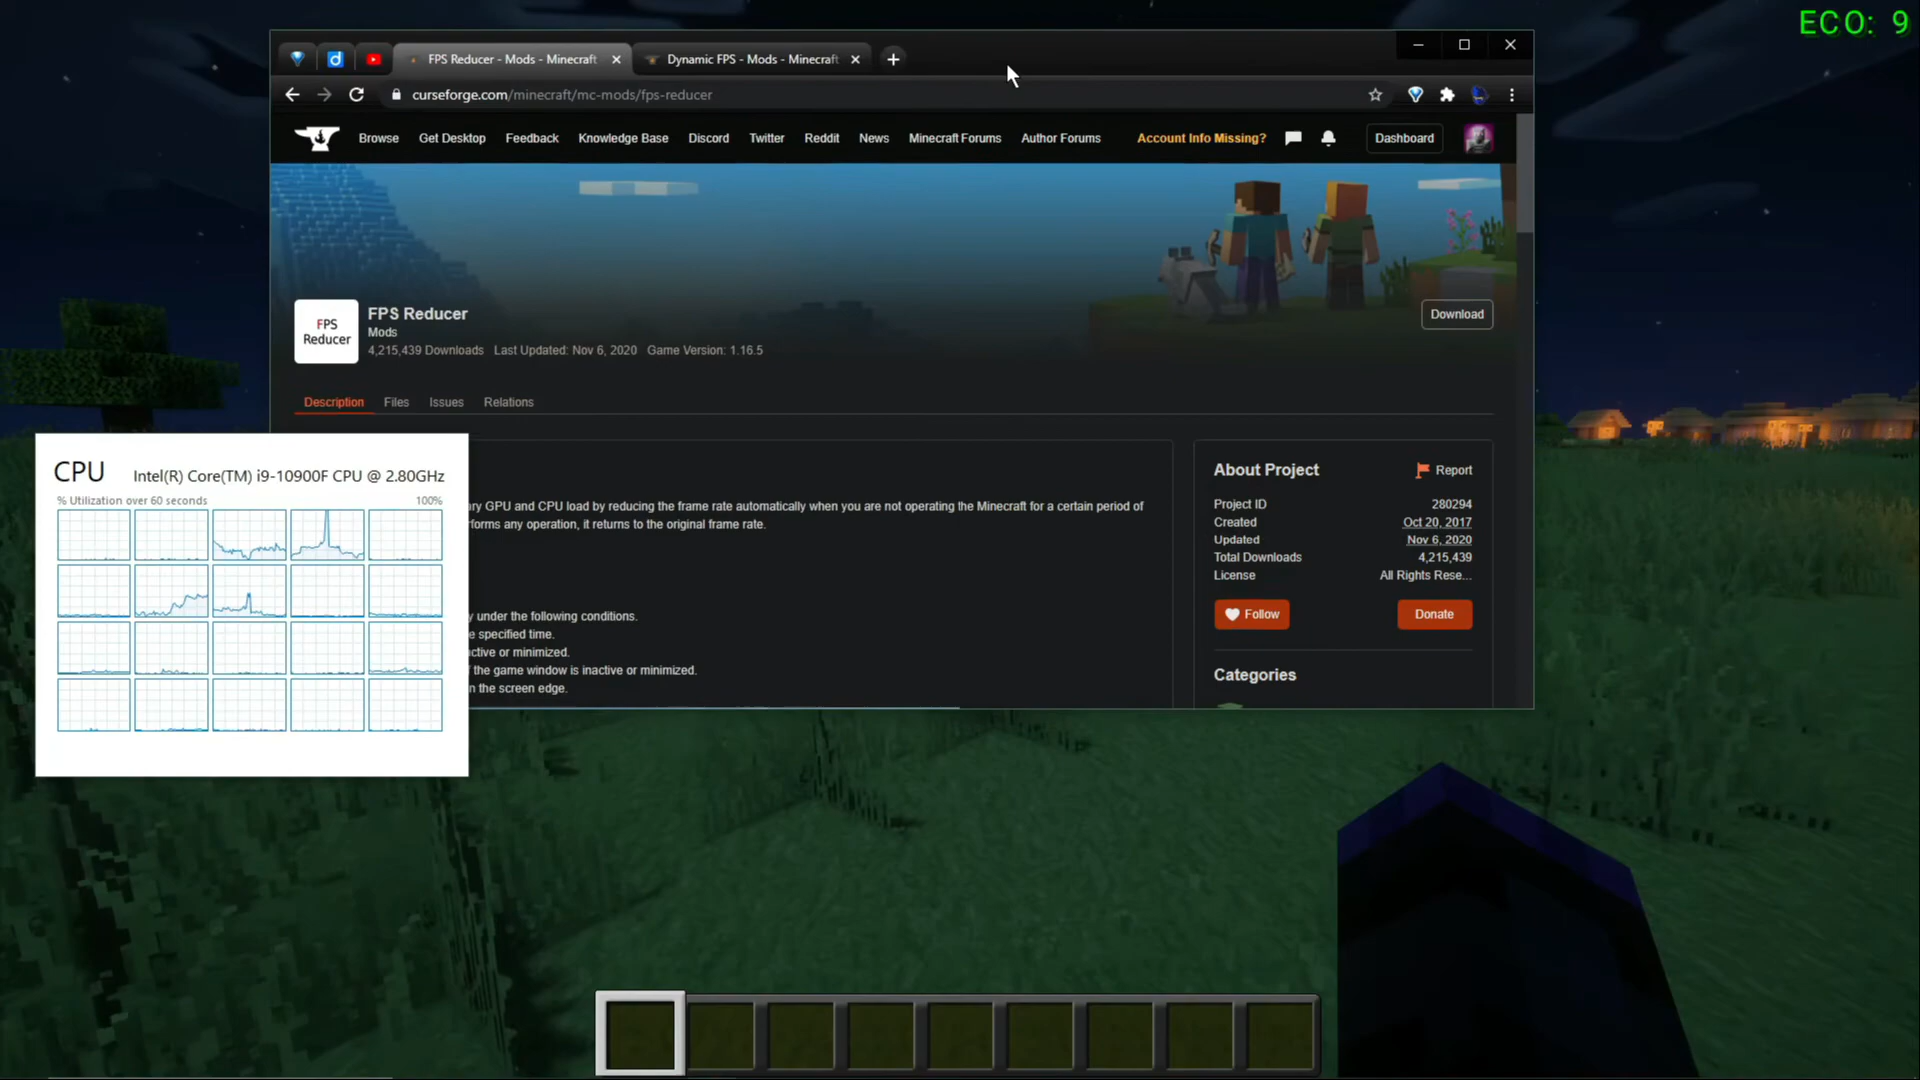 ECO: 9
FPS Reducer - Mods - Minecraft
Dynamic FPS - Mods - Minecraft
curseforge.com/minecraft/mc-mods/fps-reducer
Browse
Get Desktop
Feedback
Knowledge Base
Discord
Twitter
Reddit
News
Minecraft Forums
Author Forums
Account Info Missing?
Dashboard
FPS
Reducer
FPS Reducer
Mods
4,215,439 Downloads Last Updated: Nov 6, 2020 Game Version: 1.16.5
Download
Description
Files
Issues
Relations
CPU
Intel(R) Core(TM) i9-10900F CPU @ 2.80GHz
% Utilization over 60 seconds
100%
ry GPU and CPU load by reducing the frame rate automatically when you are not operating the Minecraft for a certain period of
forms any operation, it returns to the original frame rate.
y under the following conditions.
e specified time.
ctive or minimized.
the game window is inactive or minimized.
n the screen edge.
About Project
Report
Project ID 280294
Created Oct 20, 2017
Updated Nov 6, 2020
Total Downloads 4,215,439
License All Rights Rese...
Follow
Donate
Categories